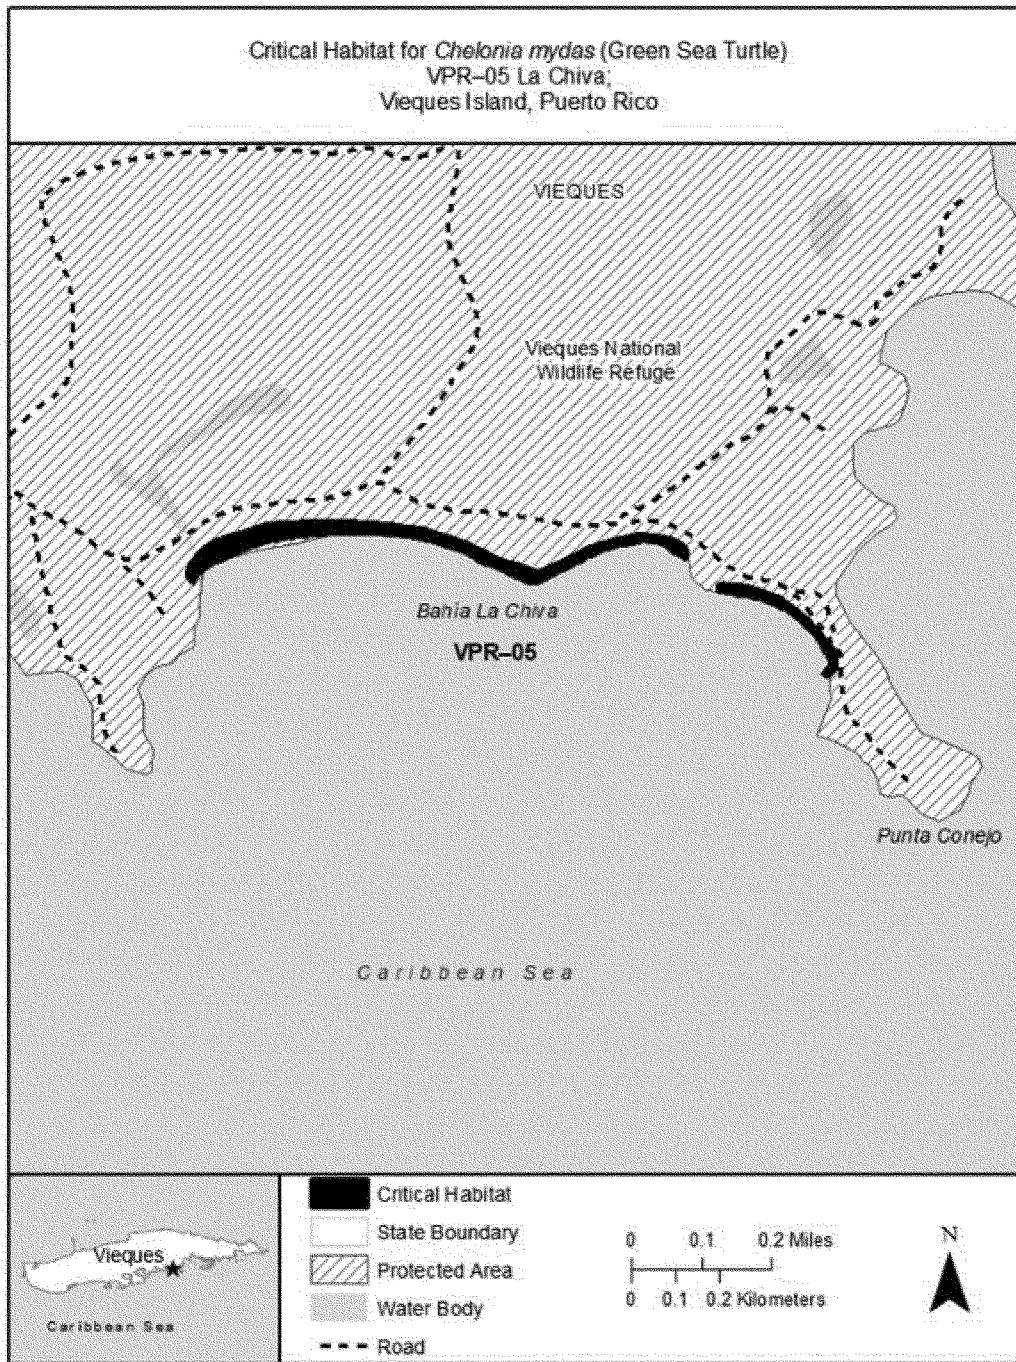 Critical Habitat for Chelonia mydas (Green Sea Turtle)
VPR–05 La Chiva;
Vieques Island, Puerto Rico
VIEQUES
Vieques National
Wildlife Refuge
Bahia La Chiva
VPR–05
Punta Conejo
Caribbean Sea
Vieques
Caribbean Sea
Critical Habitat
State Boundary
Protected Area
Water Body
Road
0 0.1 0.2 Miles
0 0.1 0.2 Kilometers
N